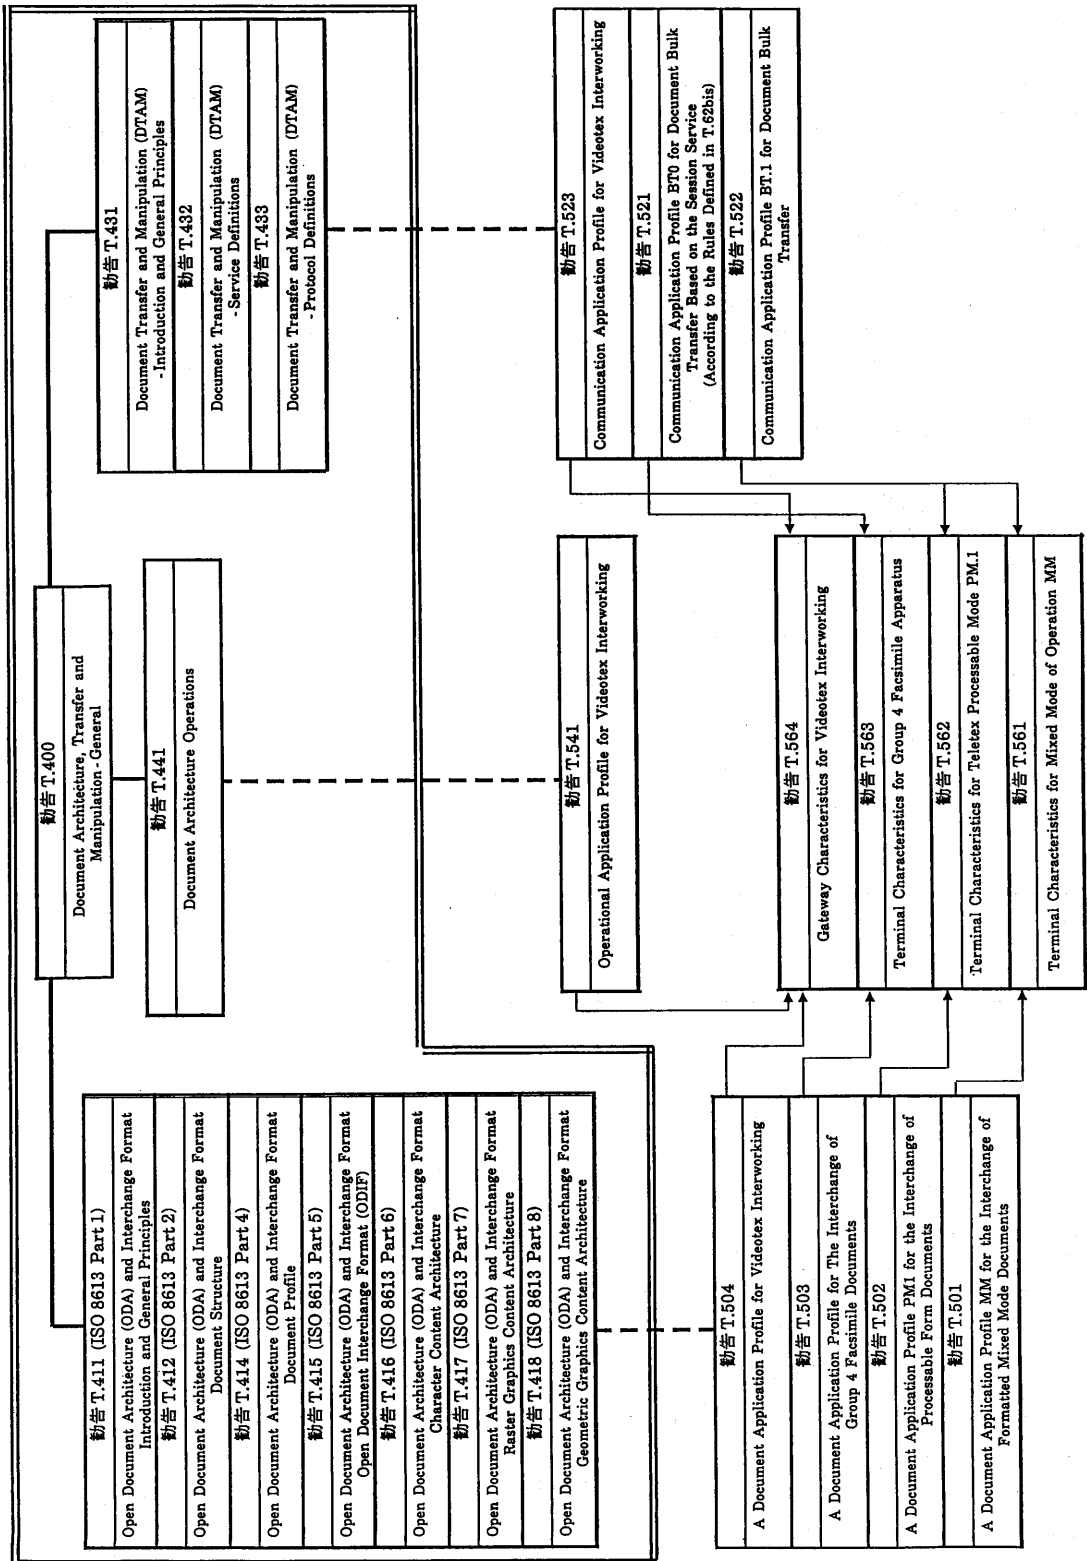 勧告 T.400
Document Architecture, Transfer and
Manipulation - General
勧告 T.411 (ISO 8613 Part 1)
Open Document Architecture (ODA) and Interchange Format
Introduction and General Principles
勧告 T.412 (ISO 8613 Part 2)
Open Document Architecture (ODA) and Interchange Format
Document Structure
勧告 T.414 (ISO 8613 Part 4)
Open Document Architecture (ODA) and Interchange Format
Document Profile
勧告 T.415 (ISO 8613 Part 5)
Open Document Architecture (ODA) and Interchange Format
Open Document Interchange Format (ODIF)
勧告 T.416 (ISO 8613 Part 6)
Open Document Architecture (ODA) and Interchange Format
Character Content Architecture
勧告 T.417 (ISO 8613 Part 7)
Open Document Architecture (ODA) and Interchange Format
Raster Graphics Content Architecture
勧告 T.418 (ISO 8613 Part 8)
Open Document Architecture (ODA) and Interchange Format
Geometric Graphics Content Architecture
勧告 T.441
Document Architecture Operations
勧告 T.431
Document Transfer and Manipulation (DTAM)
- Introduction and General Principles
勧告 T.432
Document Transfer and Manipulation (DTAM)
- Service Definitions
勧告 T.433
Document Transfer and Manipulation (DTAM)
- Protocol Definitions
勧告 T.504
A Document Application Profile for Videotex Interworking
勧告 T.503
A Document Application Profile for The Interchange of
Group 4 Facsimile Documents
勧告 T.502
A Document Application Profile PM1 for the Interchange of
Processable Form Documents
勧告 T.501
A Document Application Profile MM for the Interchange of
Formatted Mixed Mode Documents
勧告 T.541
Operational Application Profile for Videotex Interworking
勧告 T.523
Communication Application Profile for Videotex Interworking
勧告 T.521
Communication Application Profile BT0 for Document Bulk
Transfer Based on the Session Service
(According to the Rules Defined in T.62bis)
勧告 T.522
Communication Application Profile BT.1 for Document Bulk
Transfer
勧告 T.564
Gateway Characteristics for Videotex Interworking
勧告 T.563
Terminal Characteristics for Group 4 Facsimile Apparatus
勧告 T.562
Terminal Characteristics for Teletex Processable Mode PM.1
勧告 T.561
Terminal Characteristics for Mixed Mode of Operation MM